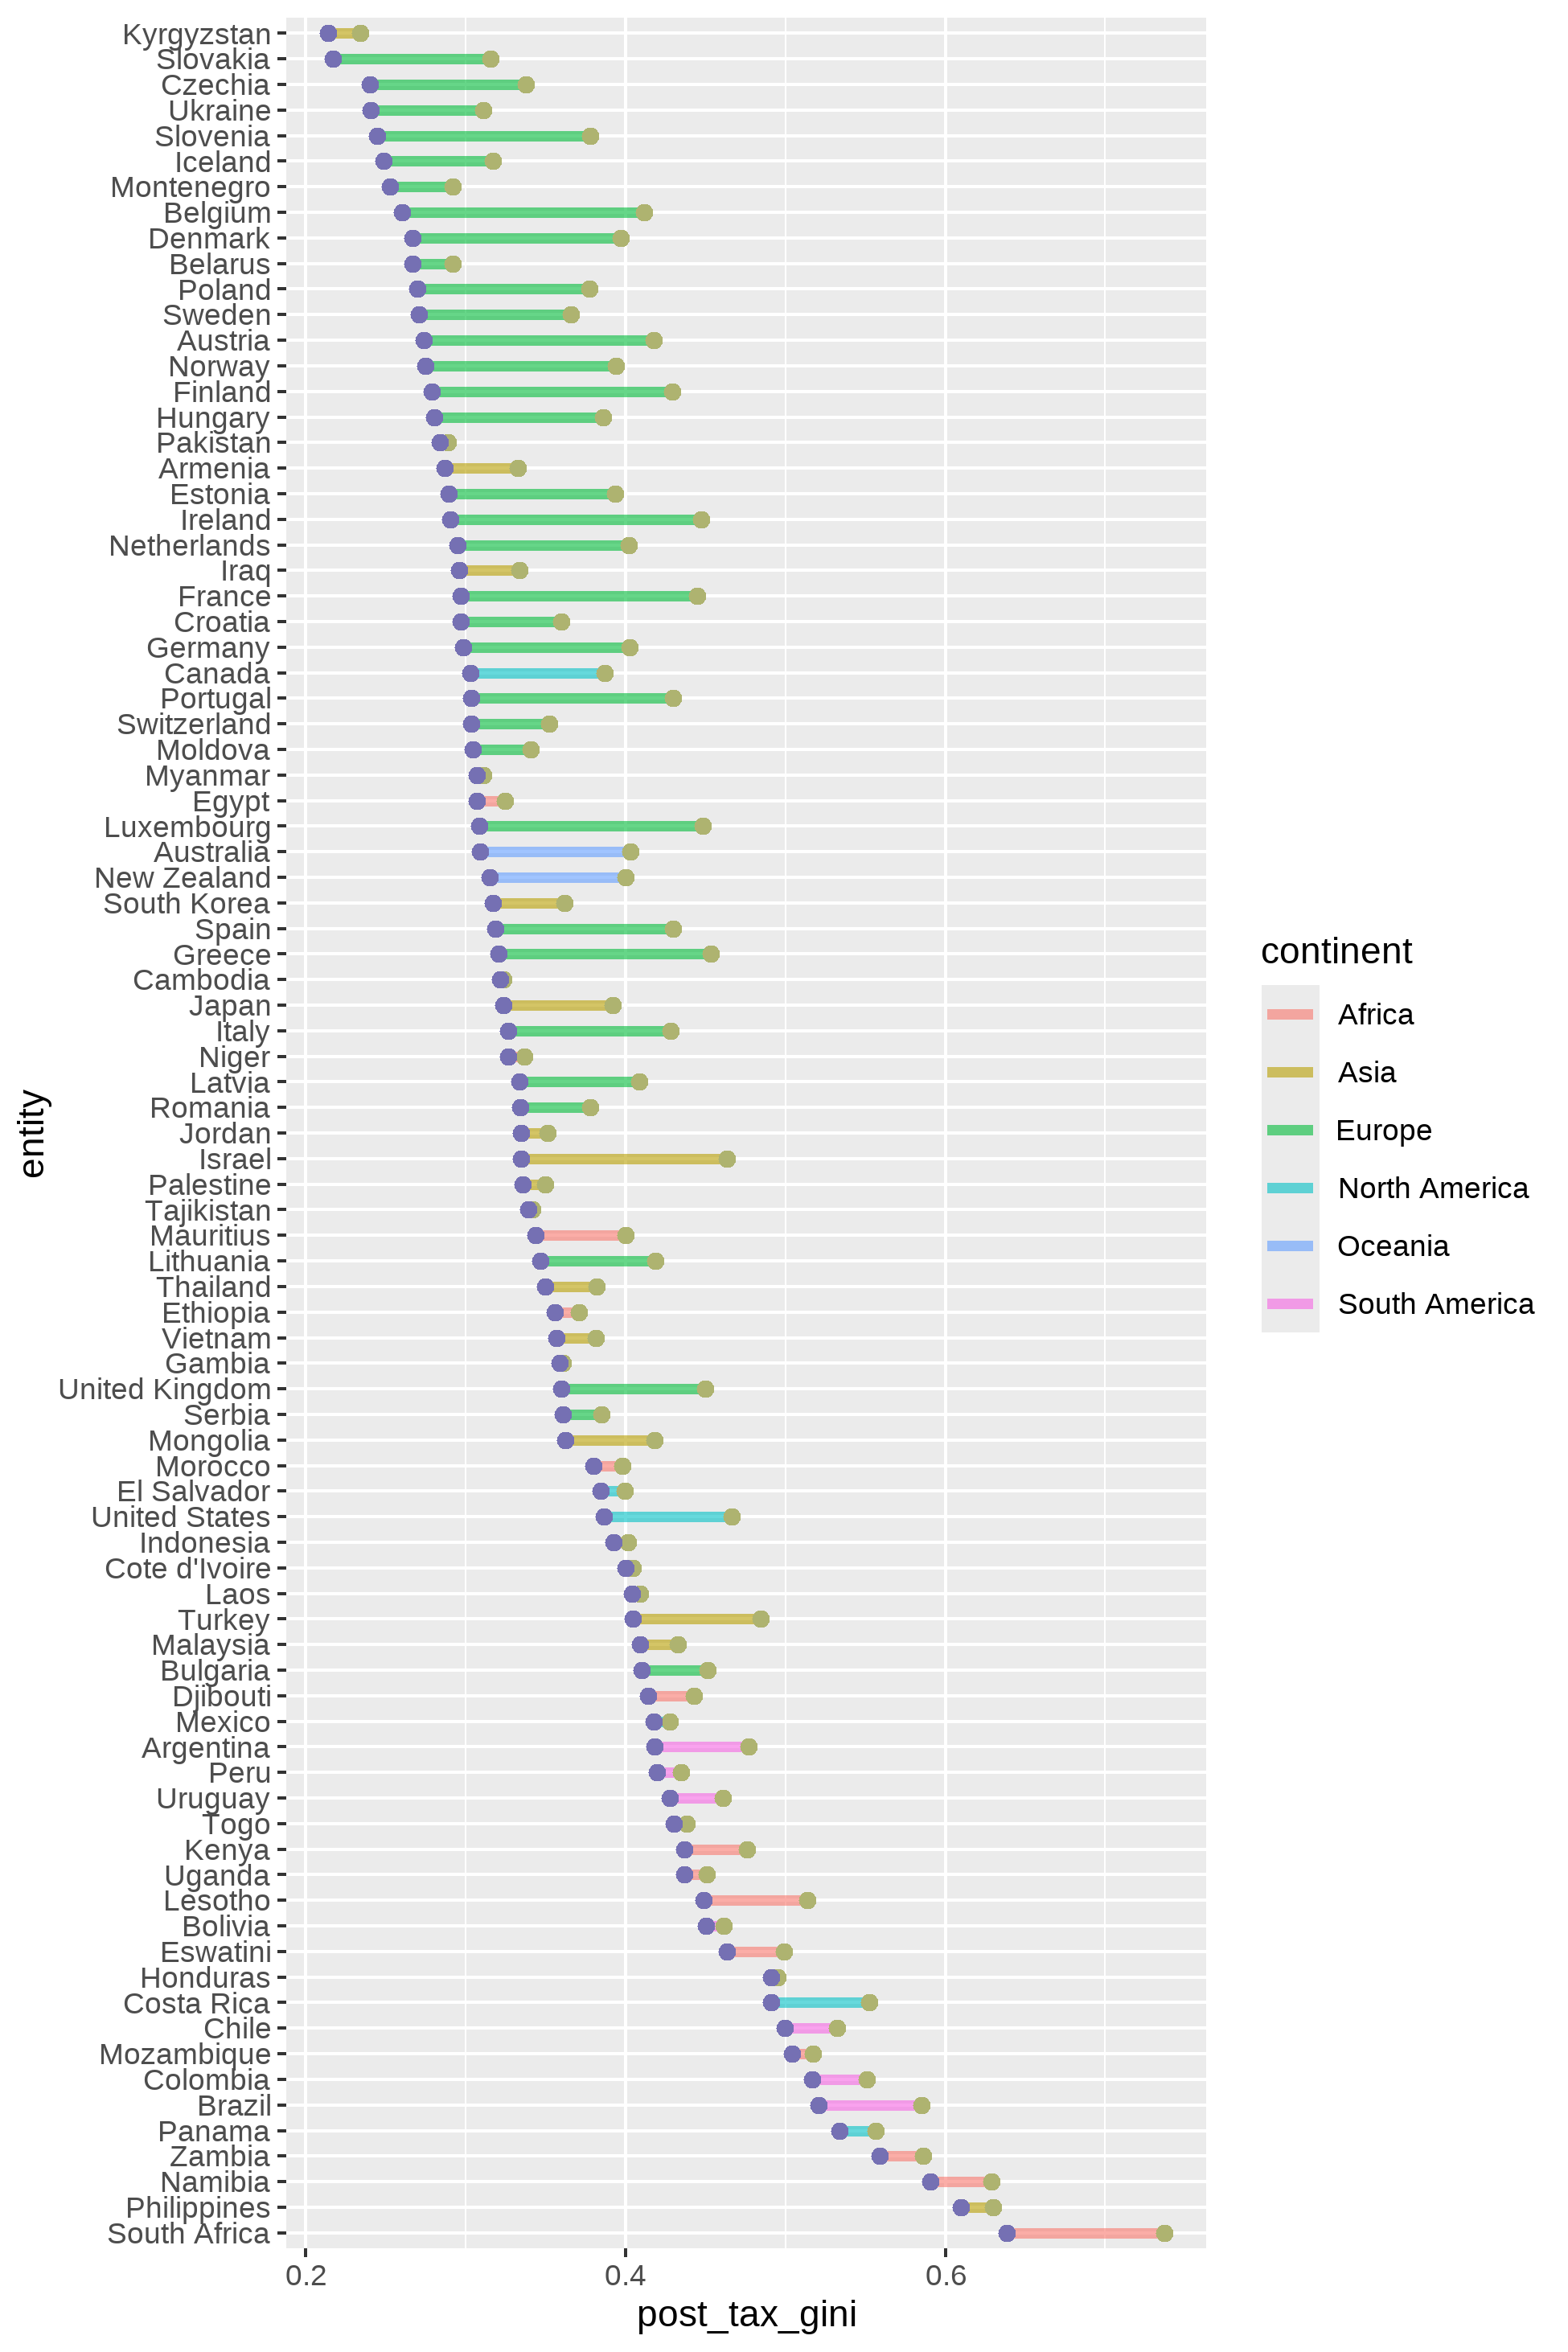 Kyrgyzstan
Slovakia
Czechia
Ukraine
Slovenia
Iceland
Montenegro
Belgium
Denmark
Belarus
Poland
Sweden
Austria
Norway
Finland
Hungary
Pakistan
Armenia
Estonia
Ireland
Netherlands
Iraq
France
Croatia
Germany
Canada
Portugal
Switzerland
Moldova
Myanmar
Egypt
Luxembourg
Australia
New Zealand
South Korea
Spain
Greece
Cambodia
Japan
Italy
Niger
Latvia
Romania
Jordan
Israel
Palestine
Tajikistan
Mauritius
Lithuania
Thailand
Ethiopia
Vietnam
Gambia
United Kingdom
Serbia
Mongolia
Morocco
El Salvador
United States
Indonesia
Cote d'Ivoire
Laos
Turkey
Malaysia
Bulgaria
Djibouti
Mexico
Argentina
Peru
Uruguay
Togo
Kenya
Uganda
Lesotho
Bolivia
Eswatini
Honduras
Costa Rica
Chile
Mozambique
Colombia
Brazil
Panama
Zambia
Namibia
Philippines
South Africa
entity
0.2 0.4 0.6
post_tax_gini
continent
Africa
Asia
Europe
North America
Oceania
South America